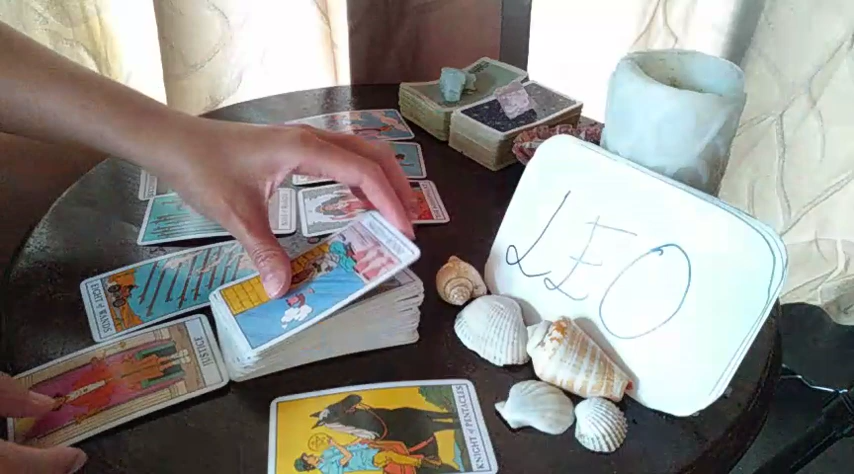 LEO
EIGHT of WANDS
JUSTICE
KNIGHT of PENTACLES